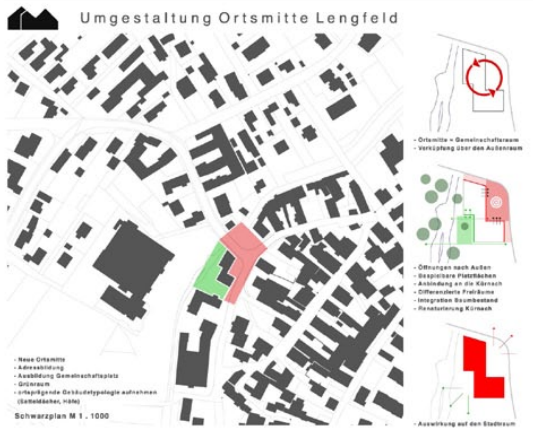 Umgestaltung Ortsmitte Lengfeld
- Ortsmitte = Gemeinschaftsraum
- Verknüpfung über den Außenraum
- Öffnungen nach Außen
- Bespielbare Platzflächen
- Anbindung an die Kürnach
- Differenzierte Freiräume
- Integration Baumbestand
- Renaturierung Kürnach
- Neue Ortsmitte
- Adressbildung
- Ausbildung Gemeinschaftsplatz
- Grünraum
- ortsprägende Gebäudetypologie aufnehmen
(Satteldächer, Höfe)
Schwarzplan M 1 . 1000
- Auswirkung auf den Stadtraum